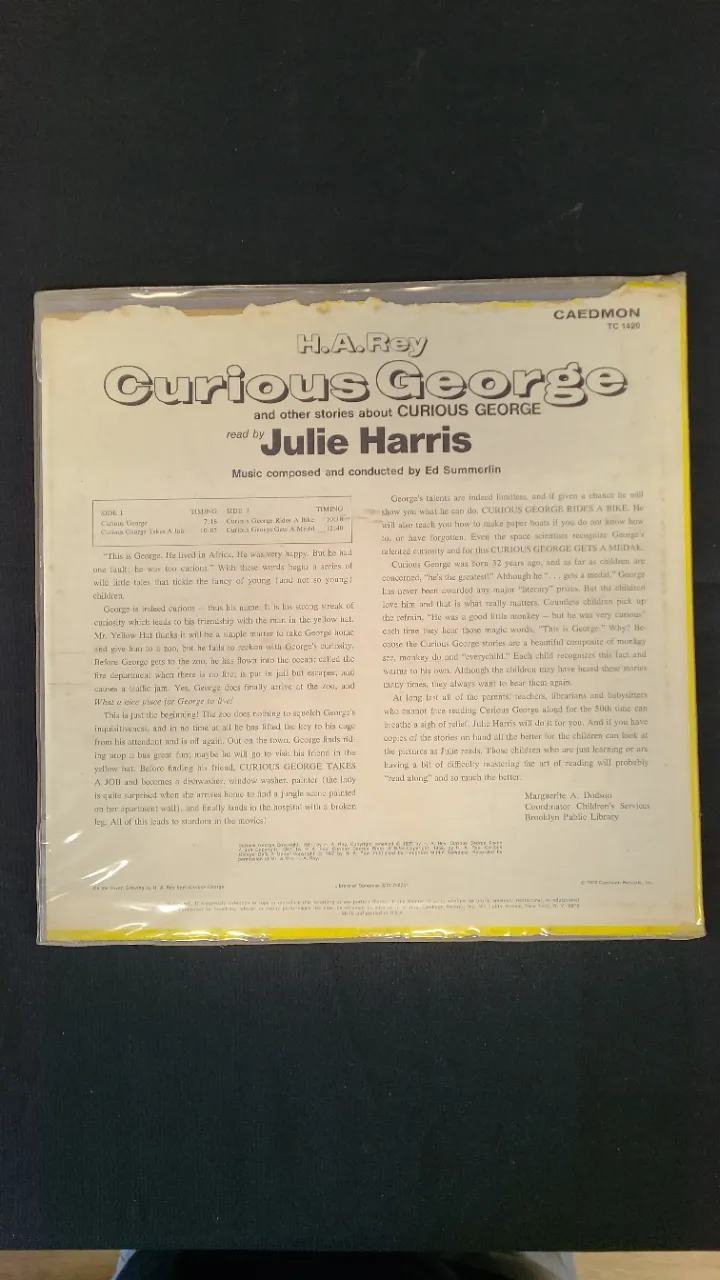 CAEDMON
TC 1420
H.A.Rey
Curious George
and other stories about CURIOUS GEORGE
read by Julie Harris
Music composed and conducted by Ed Summerlin
SIDE 1 TIMING SIDE 2 TIMING
Curious George 7:15 Curious George Rides A Bike
Curious George Takes A Job Curious George Gets A Medal
"This is George. He lived in Africa. He was very happy. But he had
one fault: he was too curious." With these words begin a series of
wild little tales that tickle the fancy of young (and not so young)
children.
George is indeed curious — thus his name. It is his strong streak of
curiosity which leads to his friendship with the man in the yellow hat.
Mr. Yellow Hat thinks it will be a simple matter to take George home
and give him to a zoo, but he fails to reckon with George's curiosity.
Before George gets to the zoo, he has flown into the ocean; called the
fire department when there is no fire; is put in jail but escapes; and
causes a traffic jam. Yes, George does finally arrive at the zoo, and
What a nice place for George to live!
This is just the beginning! The zoo does nothing to squelch George's
inquisitiveness, and in no time at all he has lifted the key to his cage
from his attendant and is off again. Out on the town, George finds rid-
ing atop a bus great fun; maybe he will go to visit his friend in the
yellow hat. Before finding his friend, CURIOUS GEORGE TAKES
A JOB and becomes a dishwasher, window washer, painter (the lady
is quite surprised when she arrives home to find a jungle scene painted
on her apartment wall), and finally lands in the hospital with a broken
leg. All of this leads to stardom in the movies!
George's talents are indeed limitless, and if given a chance he will
show you what he can do. CURIOUS GEORGE RIDES A BIKE. He
will also teach you how to make paper boats if you do not know how
to, or have forgotten. Even the space scientists recognize George's
talented curiosity and for this CURIOUS GEORGE GETS A MEDAL.
Curious George was born 32 years ago, and as far as children are
concerned, "he's the greatest!" Although he ". . . gets a medal," George
has never been awarded any major "literary" prizes. But the children
love him and that is what really matters. Countless children pick up
the refrain, "He was a good little monkey — but he was very curious"
each time they hear those magic words, "This is George." Why? Be-
cause the Curious George stories are a beautiful composite of monkey
see, monkey do and "everychild." Each child recognizes this fact and
warms to his own. Although the children may have heard these stories
many times, they always want to hear them again.
At long last all of the parents, teachers, librarians and babysitters
who cannot face reading Curious George aloud for the 50th time can
breathe a sigh of relief. Julie Harris will do it for you. And if you have
copies of the stories on hand all the better for the children can look at
the pictures as Julie reads. Those children who are just learning or are
having a bit of difficulty mastering the art of reading will probably
"read along" and so much the better.
Marguerite A. Dodson
Coordinator Children's Services
Brooklyn Public Library